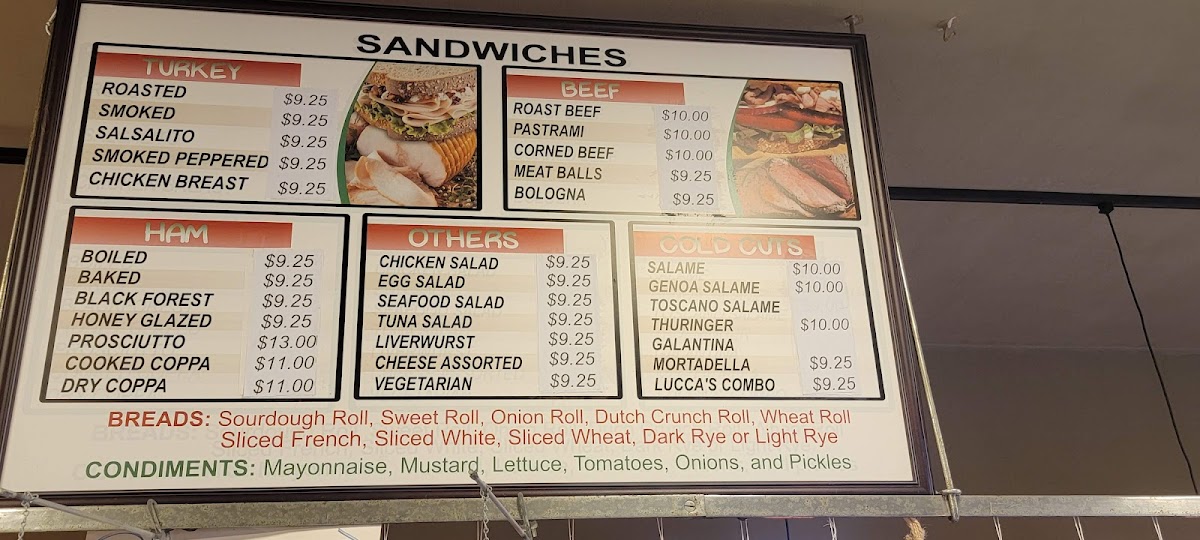 SANDWICHES
TURKEY
ROASTED $9.25
SMOKED $9.25
SALSALITO $9.25
SMOKED PEPPERED $9.25
CHICKEN BREAST $9.25
BEEF
ROAST BEEF $10.00
PASTRAMI $10.00
CORNED BEEF $10.00
MEAT BALLS $9.25
BOLOGNA $9.25
HAM
BOILED $9.25
BAKED $9.25
BLACK FOREST $9.25
HONEY GLAZED $9.25
PROSCIUTTO $13.00
COOKED COPPA $11.00
DRY COPPA $11.00
OTHERS
CHICKEN SALAD $9.25
EGG SALAD $9.25
SEAFOOD SALAD $9.25
TUNA SALAD $9.25
LIVERWURST $9.25
CHEESE ASSORTED $9.25
VEGETARIAN $9.25
COLD CUTS
SALAME $10.00
GENOA SALAME $10.00
TOSCANO SALAME
THURINGER $10.00
GALANTINA
MORTADELLA $9.25
LUCCA'S COMBO $9.25
BREADS: Sourdough Roll, Sweet Roll, Onion Roll, Dutch Crunch Roll, Wheat Roll
Sliced French, Sliced White, Sliced Wheat, Dark Rye or Light Rye
CONDIMENTS: Mayonnaise, Mustard, Lettuce, Tomatoes, Onions, and Pickles